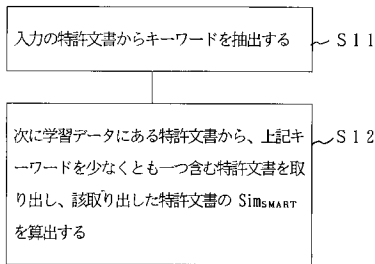 入力の特許文書からキーワードを抽出する
S11
次に学習データにある特許文書から、上記キ
ーワードを少なくとも一つ含む特許文書を取
り出し、該取り出した特許文書の SimSMART
を算出する
S12